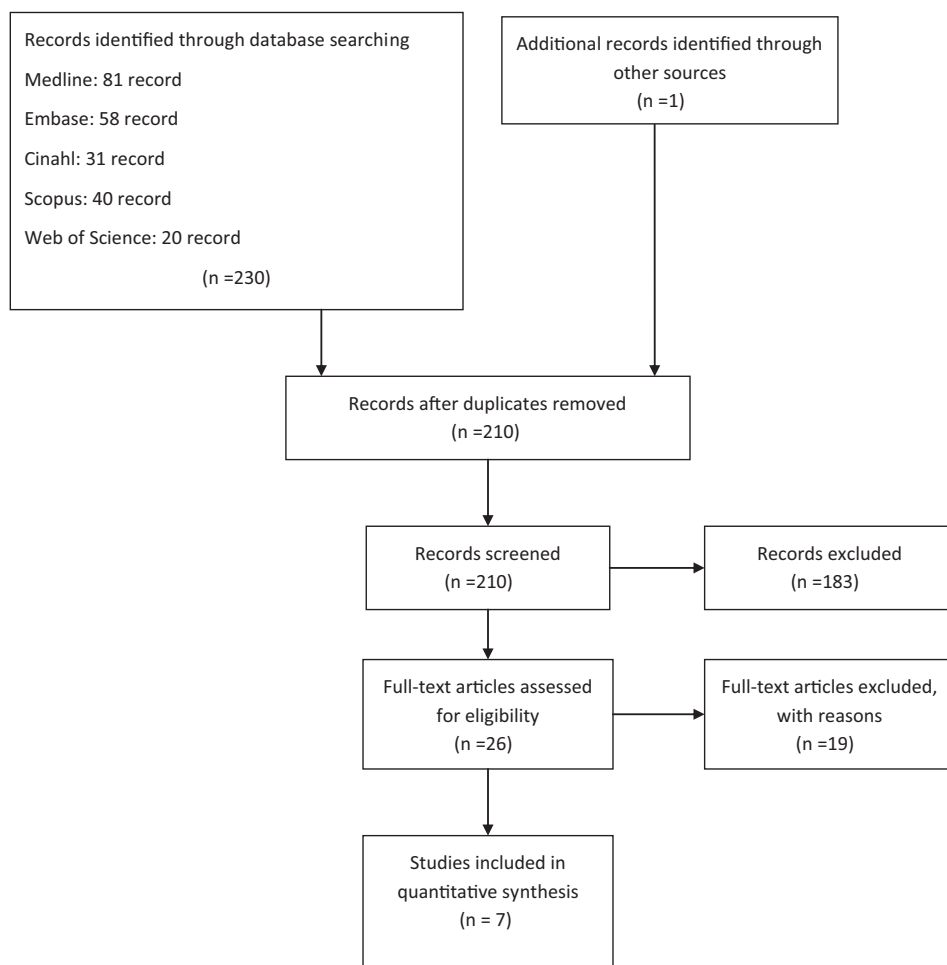 Records identified through database searching
Medline: 81 record
Embase: 58 record
Cinahl: 31 record
Scopus: 40 record
Web of Science: 20 record
(n =230)
Additional records identified through
other sources
(n =1)
Records after duplicates removed
(n =210)
Records screened
(n =210)
Records excluded
(n =183)
Full-text articles assessed
for eligibility
(n =26)
Full-text articles excluded,
with reasons
(n =19)
Studies included in
quantitative synthesis
(n = 7)